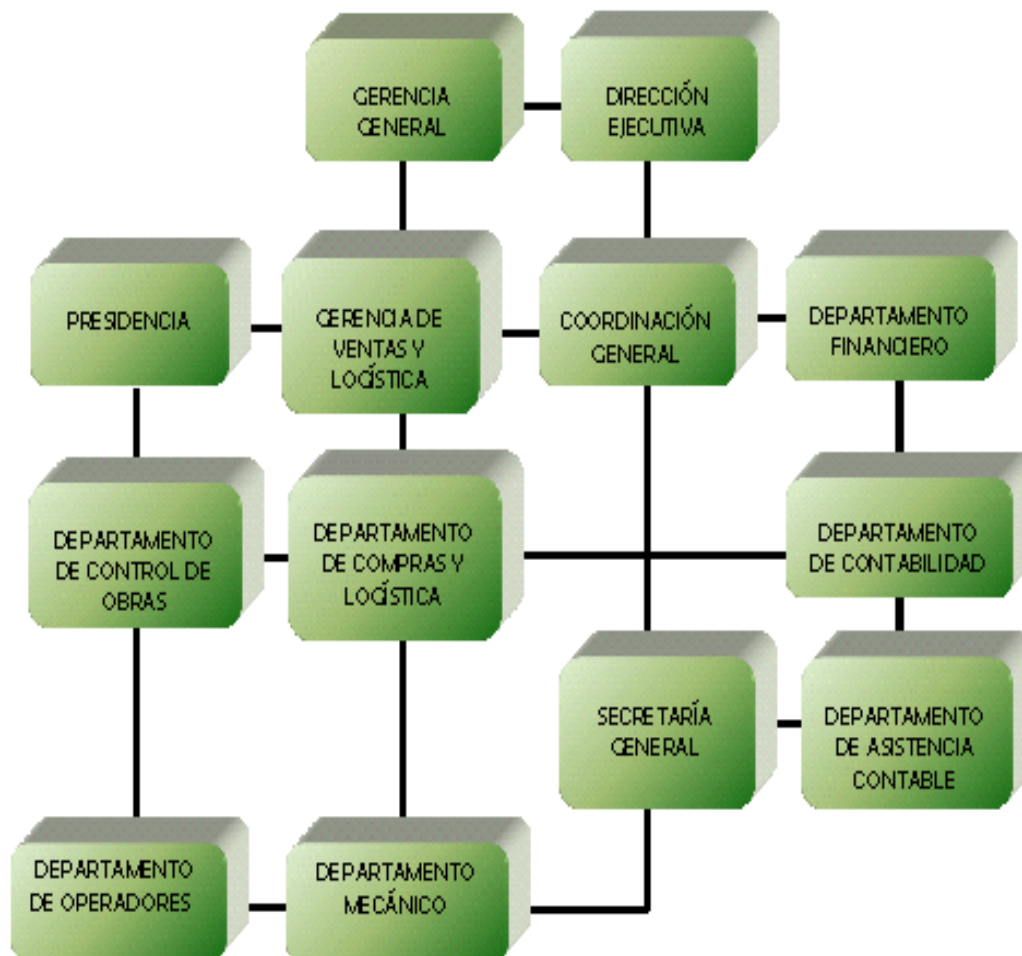 GERENCIA
GENERAL
DIRECCIÓN
EJECUTIVA
PRESIDENCIA
GERENCIA DE
VENTAS Y
LOGÍSTICA
COORDINACIÓN
GENERAL
DEPARTAMENTO
FINANCIERO
DEPARTAMENTO
DE CONTROL DE
OBRAS
DEPARTAMENTO
DE COMPRAS Y
LOGÍSTICA
DEPARTAMENTO
DE CONTABILIDAD
SECRETARÍA
GENERAL
DEPARTAMENTO
DE ASISTENCIA
CONTABLE
DEPARTAMENTO
DE OPERADORES
DEPARTAMENTO
MECÁNICO